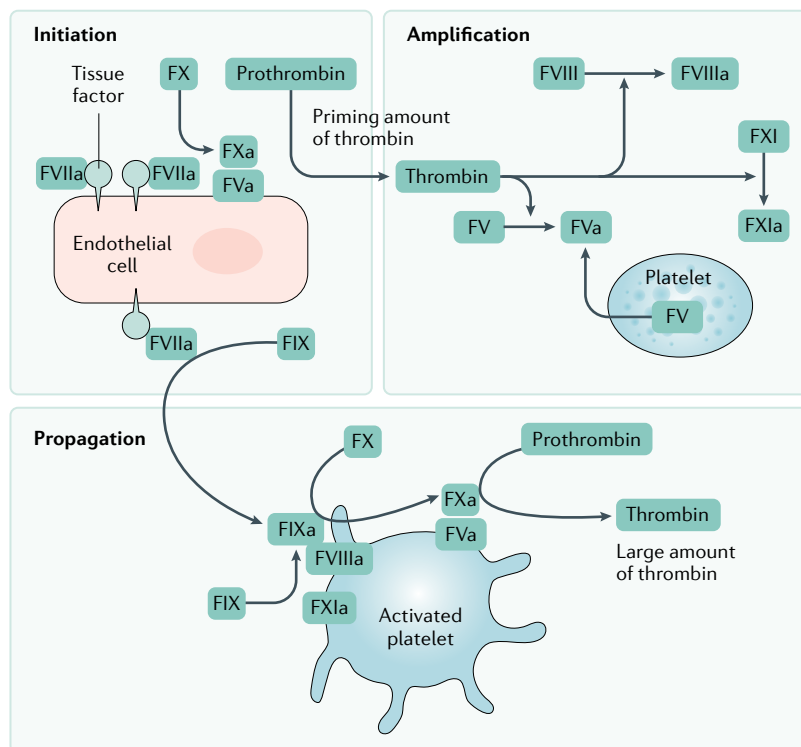 Initiation
Tissue
factor
FX
Prothrombin
Priming amount
of thrombin
FVIIa
FVIIa
FXa
FVa
Endothelial
cell
FVIIa
FIX
Amplification
FVIII
FVIIIa
FXI
Thrombin
FV
FVa
FXIa
Platelet
FV
Propagation
FX
Prothrombin
FXa
FIXa
Thrombin
FVa
FVIIIa
Large amount
of thrombin
FIX
FXIa
Activated
platelet